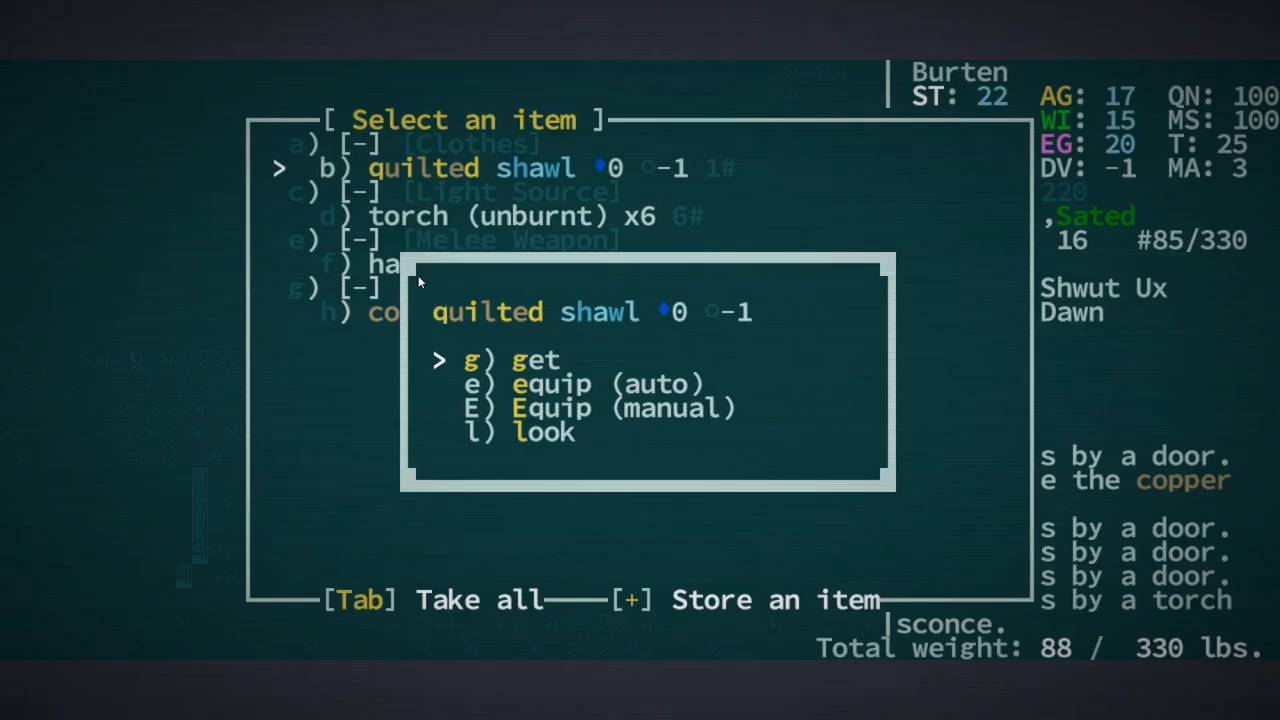 Burten
ST: 22 AG: 17 QN: 100
[ Select an item ] WI: 15 MS: 100
a) [-] [Clothes] EG: 20 T: 25
> b) quilted shawl ♦0 ○-1 1# DV: -1 MA: 3
c) [-] [Light Source] 220
d) torch (unburnt) x6 6# ,Sated
e) [-] [Melee Weapon] 16 #85/330
f) ha
g) [-] Shwut Ux
h) co Dawn
quilted shawl ♦0 ○-1
> g) get
e) equip (auto)
E) Equip (manual)
l) look
s by a door.
e the copper
s by a door.
s by a door.
s by a door.
[Tab] Take all [+] Store an item s by a torch
sconce.
Total weight: 88 / 330 lbs.